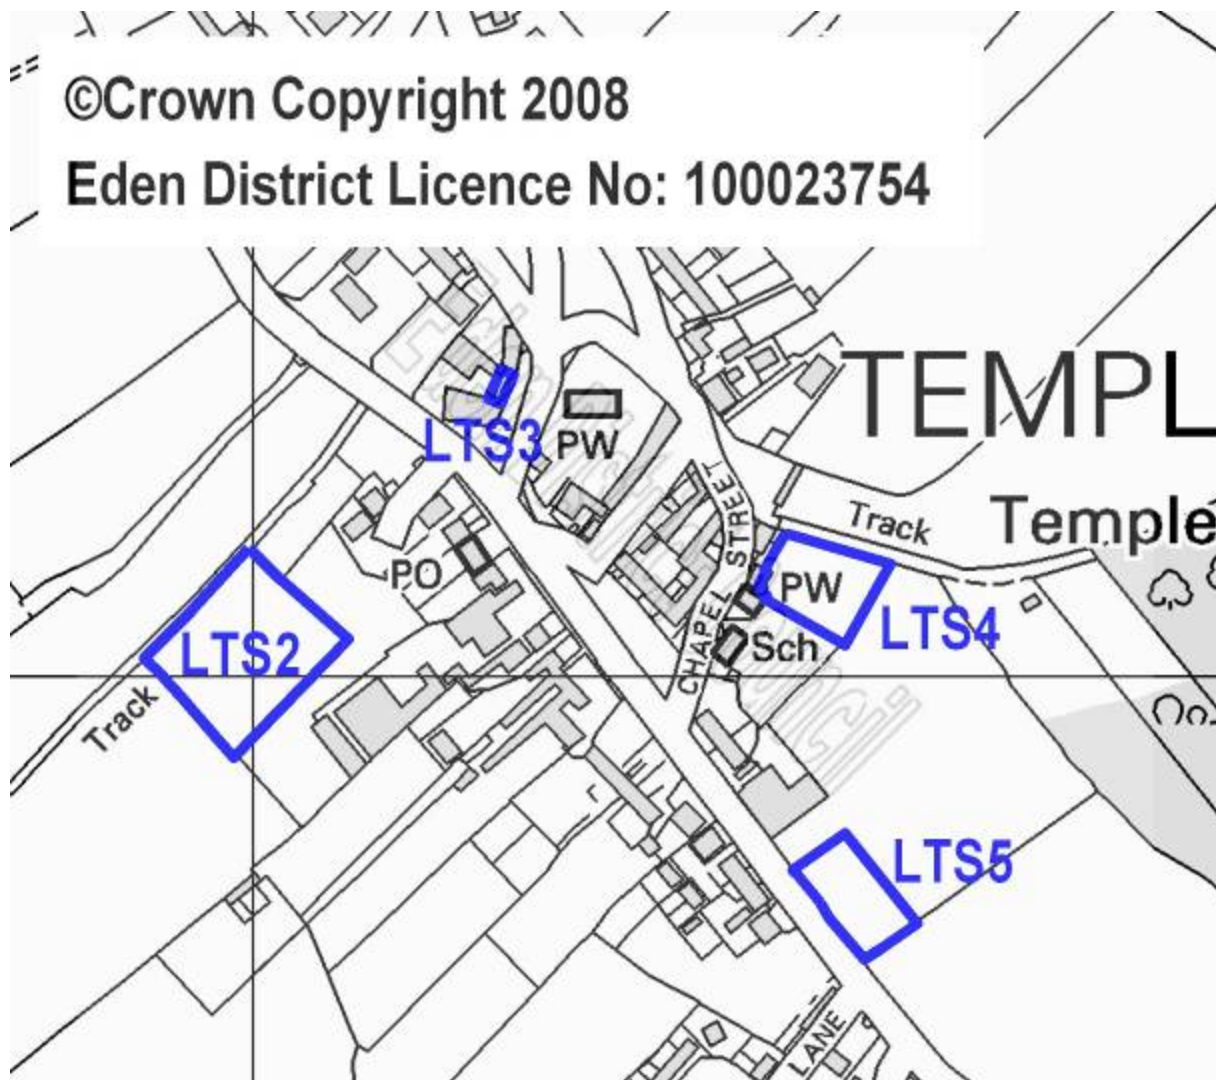 ©Crown Copyright 2008
Eden District Licence No: 100023754
TEMPL
LTS3
PW
CHAPEL STREET
Track
Temple
PO
PW
LTS4
LTS2
Sch
Track
LTS5
LANE